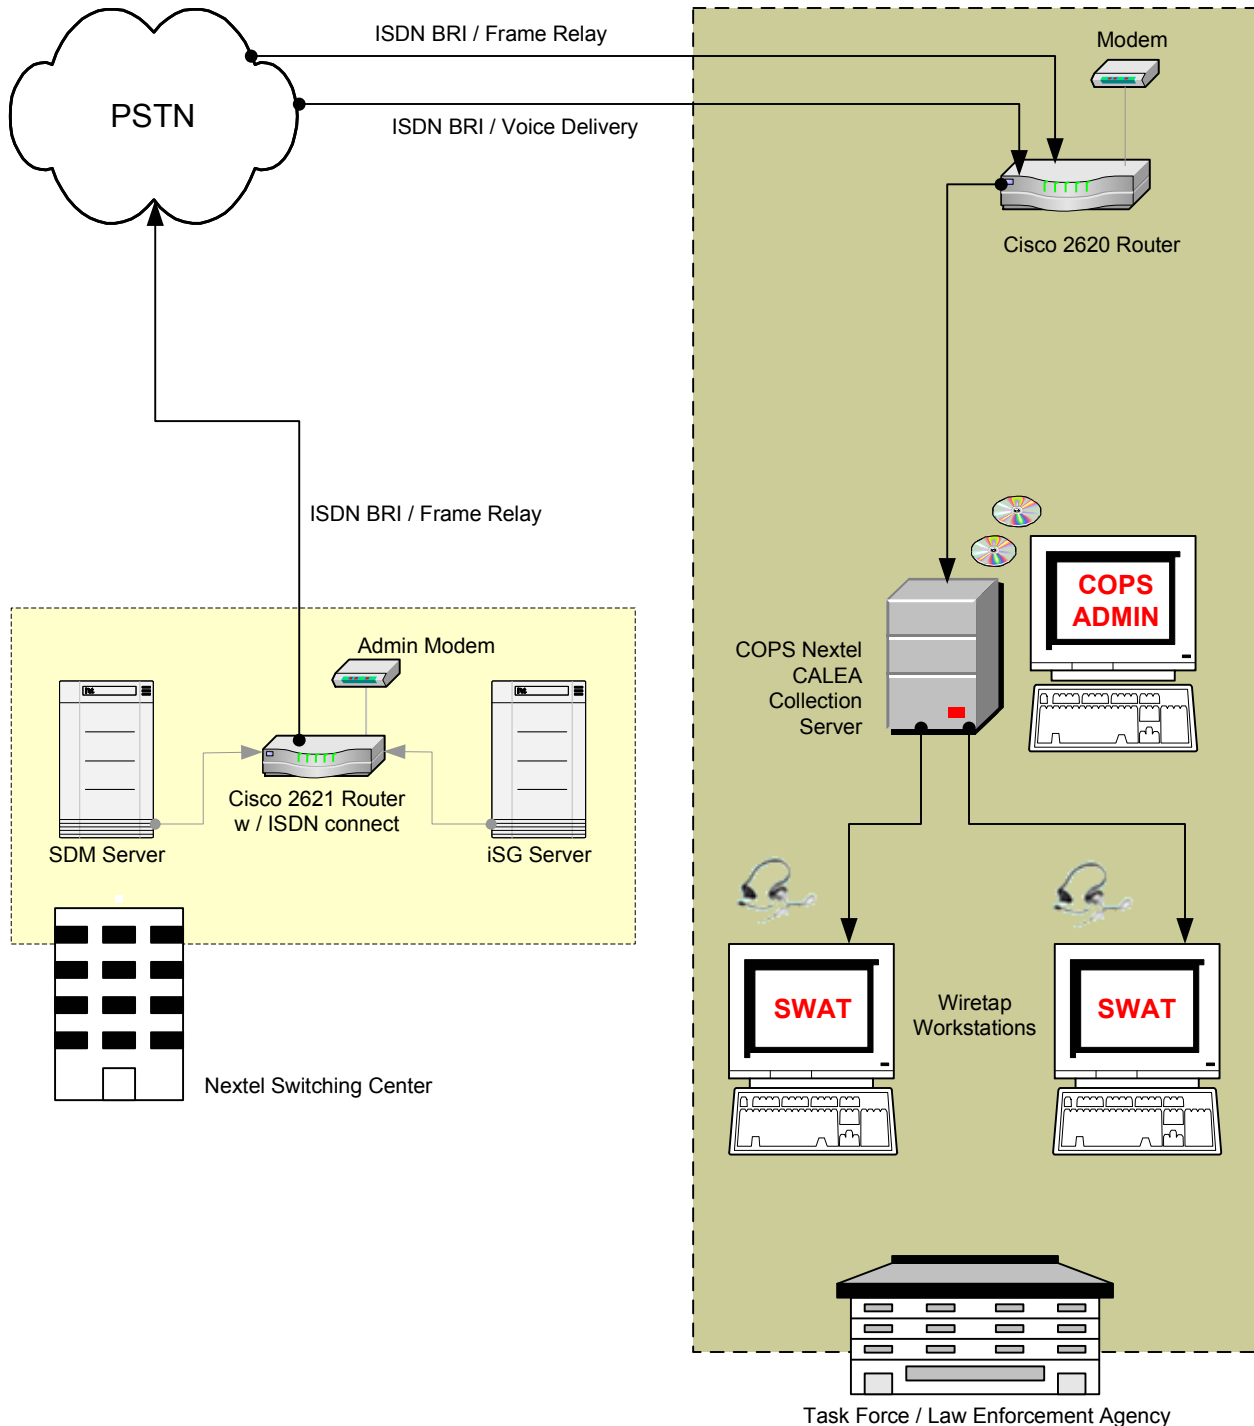 ISDN BRI / Frame Relay
Modem
PSTN
ISDN BRI / Voice Delivery
Cisco 2620 Router
ISDN BRI / Frame Relay
COPS
ADMIN
Admin Modem
COPS Nextel
CALEA
Collection
Server
Cisco 2621 Router
w / ISDN connect
SDM Server
iSG Server
SWAT
Wiretap
Workstations
SWAT
Nextel Switching Center
Task Force / Law Enforcement Agency